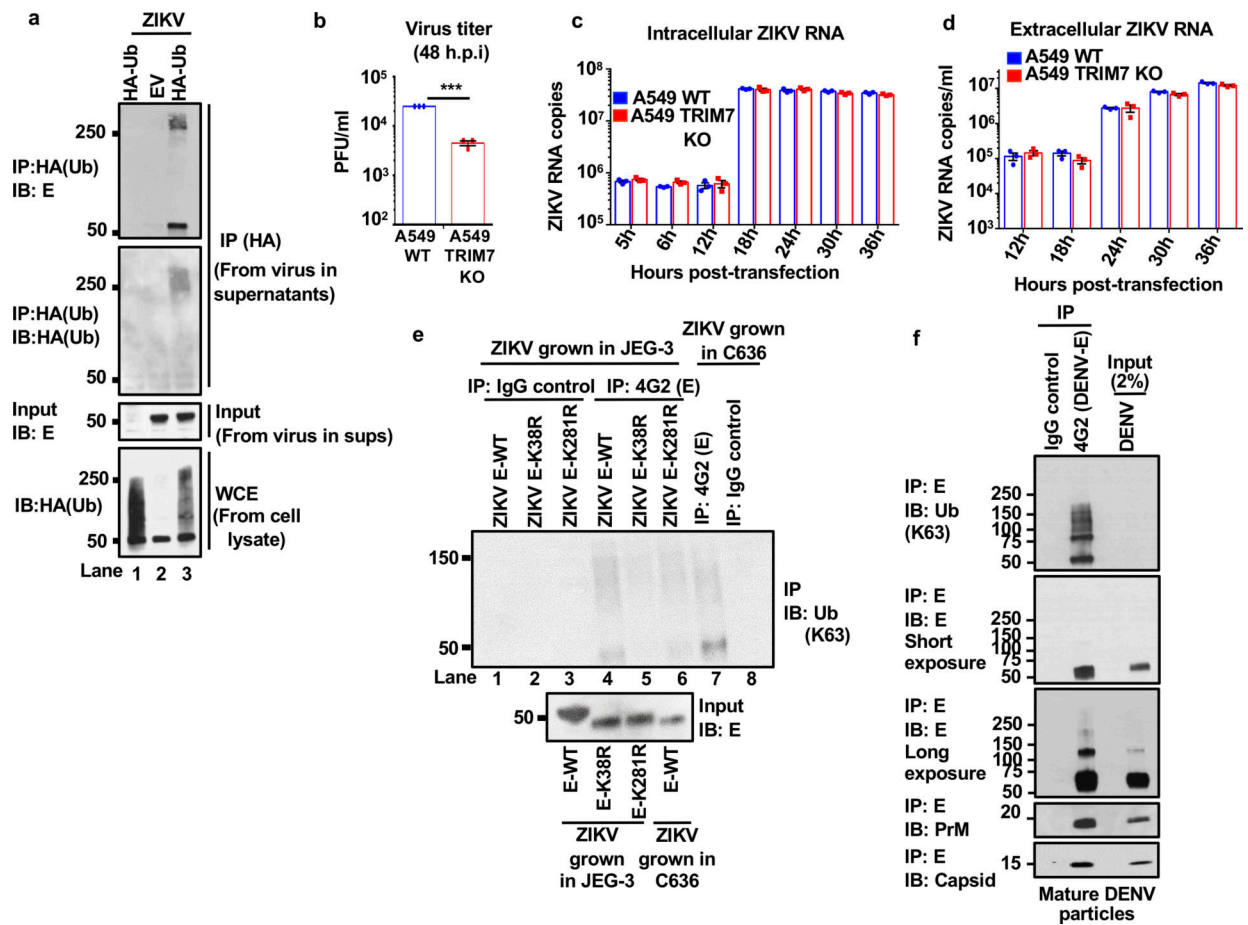 a
ZIKV
HA-Ub
EV
HA-Ub
250
IP:HA(Ub)
IB: E
50
250
IP:HA(Ub)
IB:HA(Ub)
50
IP (HA)
(From virus in
supernatants)
Input
IB: E
50
Input
(From virus in sups)
250
IB:HA(Ub)
50
WCE
(From cell
lysate)
Lane
1 2 3
b
Virus titer
(48 h.p.i)
***
PFU/ml
10⁵
10⁴
10³
10²
A549
WT
A549
TRIM7
KO
c
Intracellular ZIKV RNA
A549 WT
A549 TRIM7
KO
ZIKV RNA copies
10⁸
10⁷
10⁶
10⁵
5h
6h
12h
18h
24h
30h
36h
Hours post-transfection
d
Extracellular ZIKV RNA
A549 WT
A549 TRIM7 KO
ZIKV RNA copies/ml
10⁷
10⁶
10⁵
10⁴
10³
12h
18h
24h
30h
36h
Hours post-transfection
e
ZIKV grown in JEG-3
ZIKV grown
in C636
IP: IgG control
IP: 4G2 (E)
ZIKV E-WT
ZIKV E-K38R
ZIKV E-K281R
ZIKV E-WT
ZIKV E-K38R
ZIKV E-K281R
IP: 4G2 (E)
IP: IgG control
150
50
IP
IB: Ub
(K63)
Lane
1 2 3 4 5 6 7 8
50
Input
IB: E
E-WT
E-K38R
E-K281R
E-WT
ZIKV
grown
in JEG-3
ZIKV
grown in
C636
f
IP
IgG control
4G2 (DENV-E)
Input
(2%)
DENV
IP: E
IB: Ub
(K63)
250
150
100
75
50
IP: E
IB: E
Short
exposure
250
150
100
75
50
IP: E
IB: E
Long
exposure
250
150
100
75
50
IP: E
IB: PrM
20
IP: E
IB: Capsid
15
Mature DENV
particles